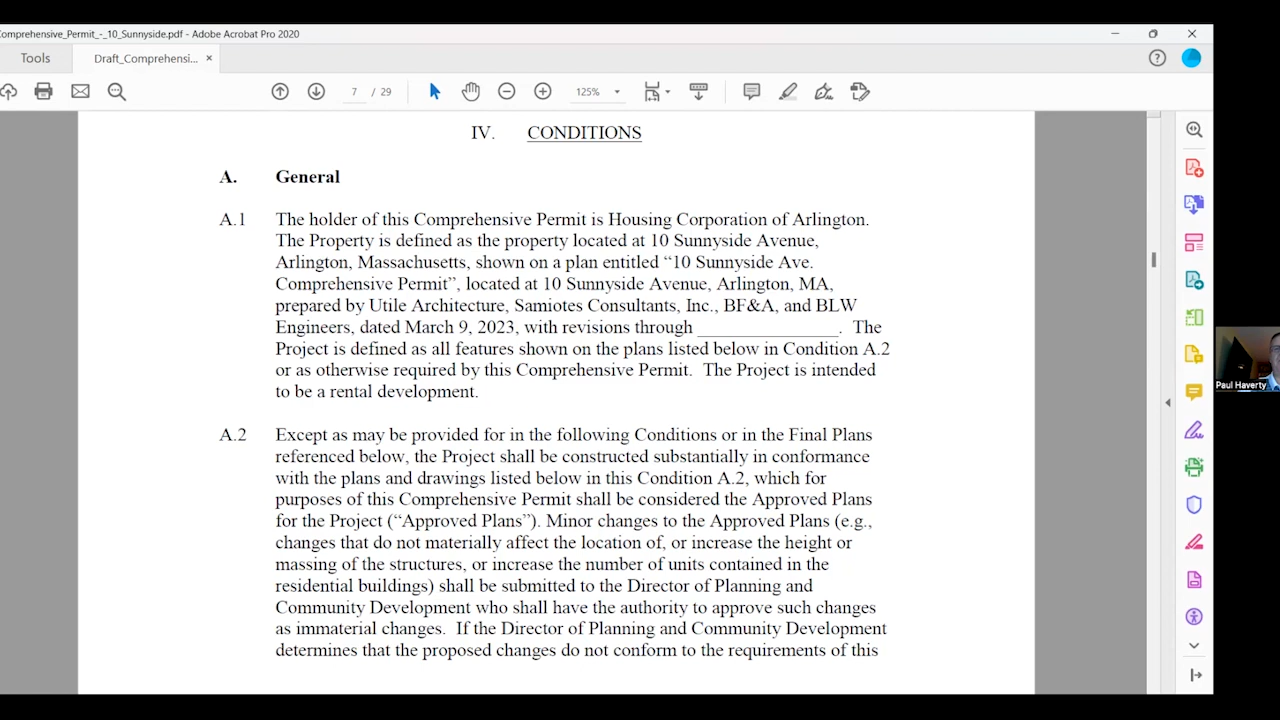 Comprehensive_Permit_-_10_Sunnyside.pdf - Adobe Acrobat Pro 2020
Tools
Draft_Comprehensi... ×
7 / 29
125%
IV. CONDITIONS
A. General
A.1 The holder of this Comprehensive Permit is Housing Corporation of Arlington.
The Property is defined as the property located at 10 Sunnyside Avenue,
Arlington, Massachusetts, shown on a plan entitled “10 Sunnyside Ave.
Comprehensive Permit”, located at 10 Sunnyside Avenue, Arlington, MA,
prepared by Utile Architecture, Samiotes Consultants, Inc., BF&A, and BLW
Engineers, dated March 9, 2023, with revisions through _______________. The
Project is defined as all features shown on the plans listed below in Condition A.2
or as otherwise required by this Comprehensive Permit. The Project is intended
to be a rental development.
A.2 Except as may be provided for in the following Conditions or in the Final Plans
referenced below, the Project shall be constructed substantially in conformance
with the plans and drawings listed below in this Condition A.2, which for
purposes of this Comprehensive Permit shall be considered the Approved Plans
for the Project (“Approved Plans”). Minor changes to the Approved Plans (e.g.,
changes that do not materially affect the location of, or increase the height or
massing of the structures, or increase the number of units contained in the
residential buildings) shall be submitted to the Director of Planning and
Community Development who shall have the authority to approve such changes
as immaterial changes. If the Director of Planning and Community Development
determines that the proposed changes do not conform to the requirements of this
Paul Haverty